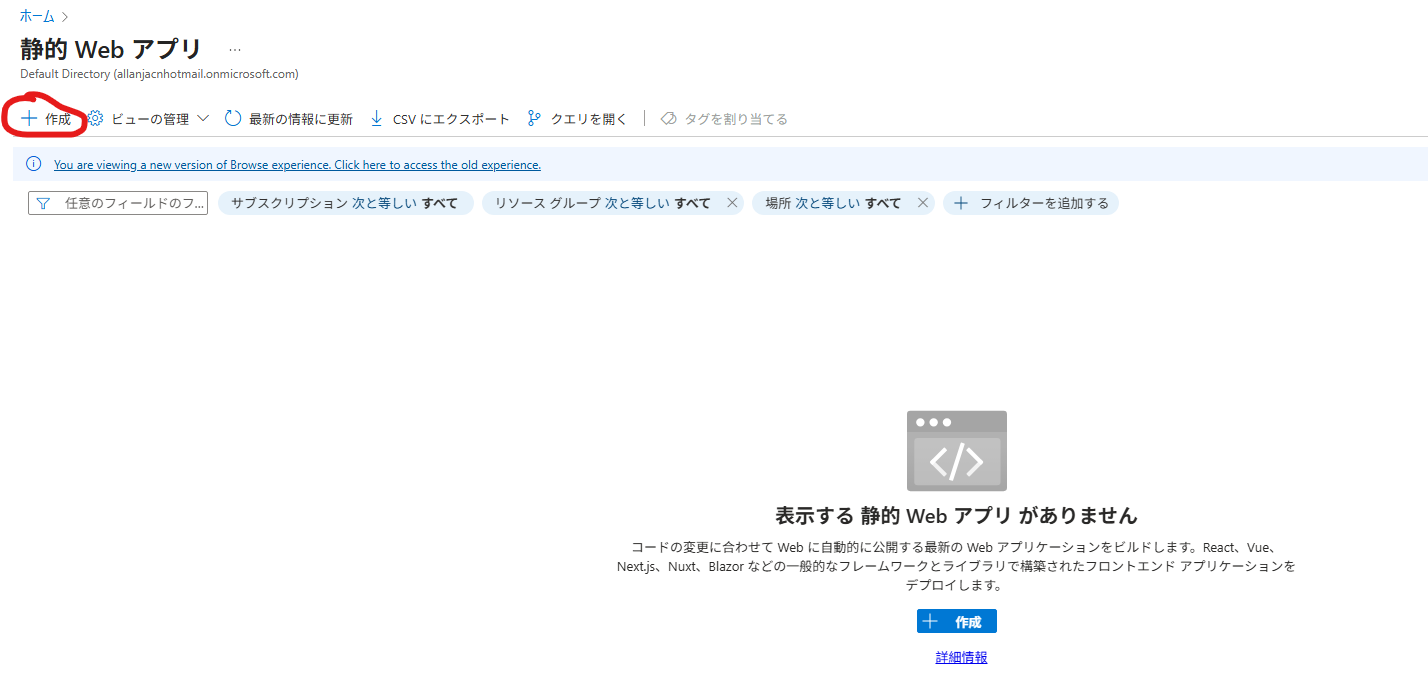 ホーム
静的 Web アプリ ...
Default Directory (allanjacnhotmail.onmicrosoft.com)
作成 ビューの管理 最新の情報に更新 CSV にエクスポート クエリを開く タグを割り当てる
You are viewing a new version of Browse experience. Click here to access the old experience.
任意のフィールドのフ... サブスクリプション 次と等しい すべて リソース グループ 次と等しい すべて 場所 次と等しい すべて フィルターを追加する
表示する 静的 Web アプリ がありません
コードの変更に合わせて Web に自動的に公開する最新の Web アプリケーションをビルドします。React、Vue、
Next.js、Nuxt、Blazor などの一般的なフレームワークとライブラリで構築されたフロントエンド アプリケーションを
デプロイします。
作成
詳細情報